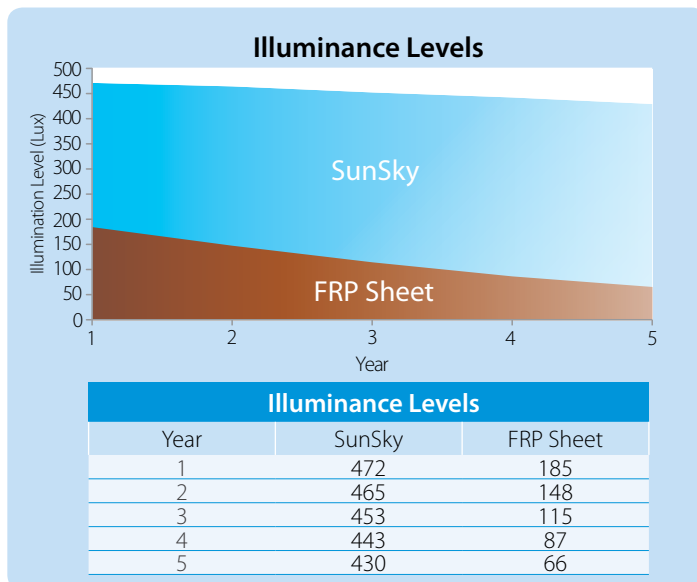 Illuminance Levels
500
450
400
350
300
250
200
150
100
50
0
Illumination Level (Lux)
SunSky
FRP Sheet
1 2 3 4 5
Year
Illuminance Levels
Year SunSky FRP Sheet
1 472 185
2 465 148
3 453 115
4 443 87
5 430 66